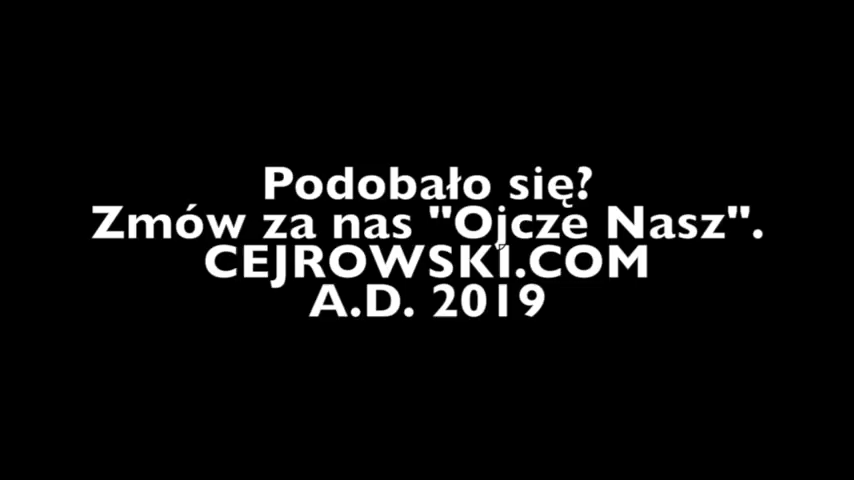 Podobało się?
Zmów za nas "Ojcze Nasz".
CEJROWSKI.COM
A.D. 2019